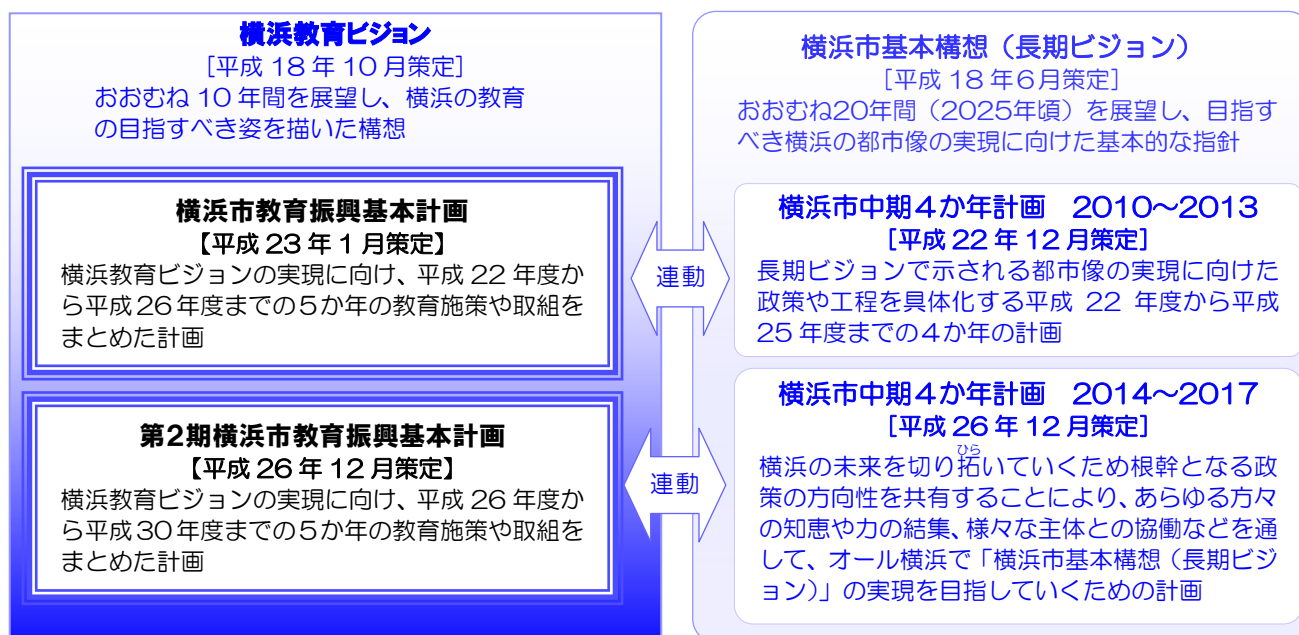 横浜教育ビジョン
[平成 18 年 10 月策定]
おおむね 10 年間を展望し、横浜の教育
の目指すべき姿を描いた構想
横浜市教育振興基本計画
【平成 23 年 1 月策定】
横浜教育ビジョンの実現に向け、平成 22 年度か
ら平成26年度までの5か年の教育施策や取組を
まとめた計画
第2期横浜市教育振興基本計画
【平成 26 年 12 月策定】
横浜教育ビジョンの実現に向け、平成 26 年度か
ら平成30年度までの5か年の教育施策や取組を
まとめた計画
連動
連動
横浜市基本構想（長期ビジョン）
[平成 18 年６月策定]
おおむね20年間（2025年頃）を展望し、目指す
べき横浜の都市像の実現に向けた基本的な指針
横浜市中期４か年計画　2010～2013
[平成 22 年 12 月策定]
長期ビジョンで示される都市像の実現に向けた
政策や工程を具体化する平成 22 年度から平成
25 年度までの４か年の計画
横浜市中期４か年計画　2014～2017
[平成 26 年 12 月策定]
ひら
横浜の未来を切り拓いていくため根幹となる政
策の方向性を共有することにより、あらゆる方々
の知恵や力の結集、様々な主体との協働などを通
して、オール横浜で「横浜市基本構想（長期ビジ
ョン）」の実現を目指していくための計画